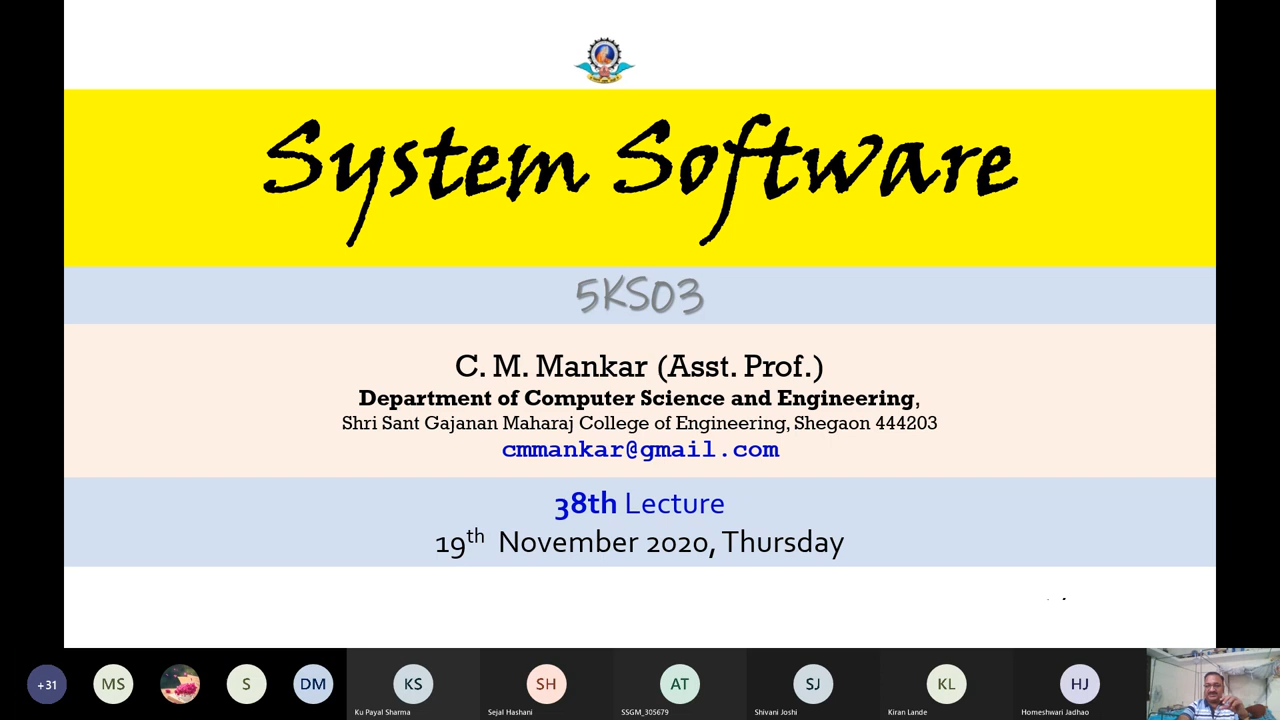 System Software
5KS03
C. M. Mankar (Asst. Prof.)
Department of Computer Science and Engineering,
Shri Sant Gajanan Maharaj College of Engineering, Shegaon 444203
cmmankar@gmail.com
38th Lecture
19th November 2020, Thursday
+31
MS
S
DM
KS
SH
AT
SJ
KL
HJ
Ku Payal Sharma
Sejal Hashani
SSGM_305679
Shivani Joshi
Kiran Lande
Homeshwari Jadhao